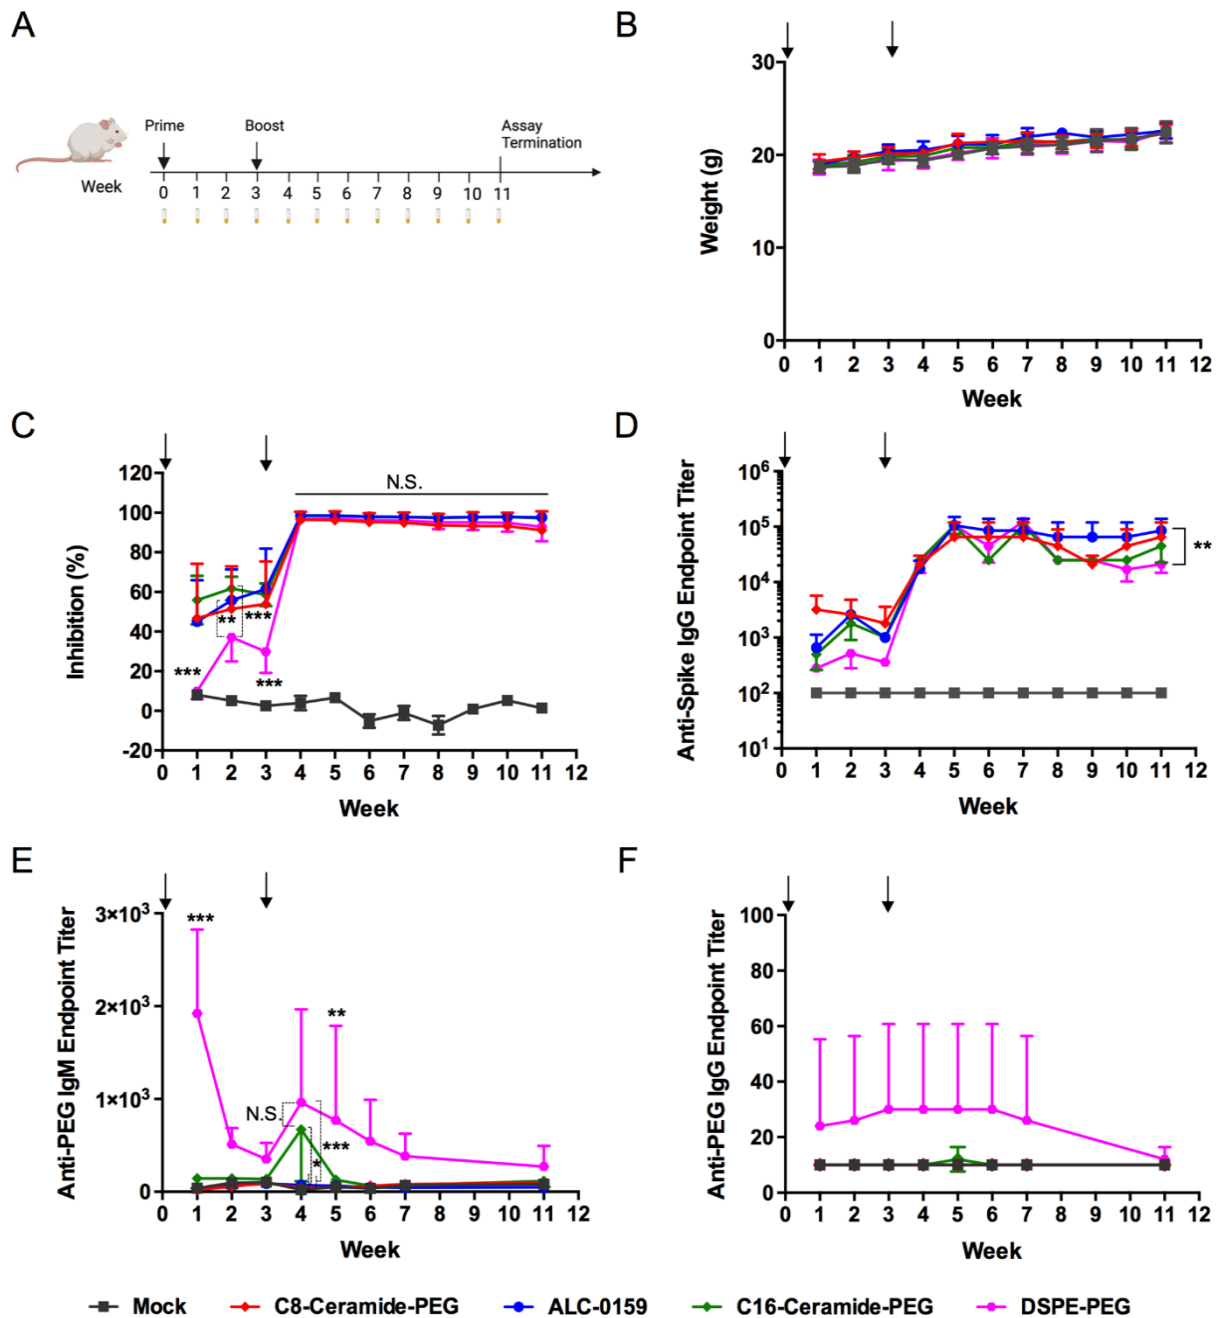 A
Prime
Boost
Assay
Termination
Week
0 1 2 3 4 5 6 7 8 9 10 11
B
Weight (g)
30
20
10
0
0 1 2 3 4 5 6 7 8 9 10 11 12
Week
C
Inhibition (%)
120
100
80
60
40
20
0
-20
N.S.
***
**
***
***
0 1 2 3 4 5 6 7 8 9 10 11 12
Week
D
Anti-Spike IgG Endpoint Titer
10⁶
10⁵
10⁴
10³
10²
10¹
**
0 1 2 3 4 5 6 7 8 9 10 11 12
Week
E
Anti-PEG IgM Endpoint Titer
3×10³
2×10³
1×10³
0
***
**
N.S.
***
*
0 1 2 3 4 5 6 7 8 9 10 11 12
Week
F
Anti-PEG IgG Endpoint Titer
100
80
60
40
20
0
0 1 2 3 4 5 6 7 8 9 10 11 12
Week
Mock C8-Ceramide-PEG ALC-0159 C16-Ceramide-PEG DSPE-PEG